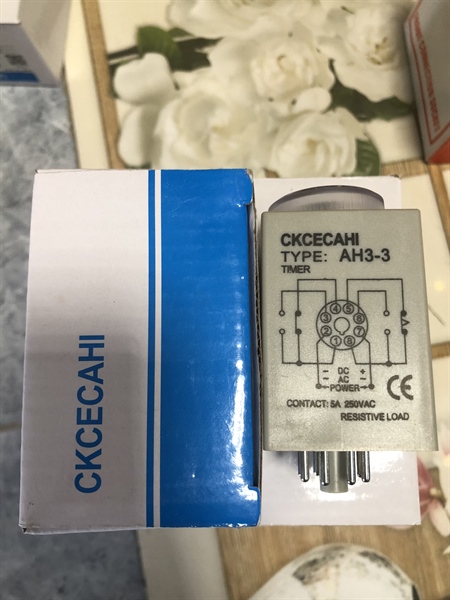 CKCECAHI
CKCECAHI
TYPE: AH3-3
TIMER
4 5
3 6
2 7
1 8
DC
- +
AC
~ ~
POWER
CE
CONTACT: 5A 250VAC
RESISTIVE LOAD